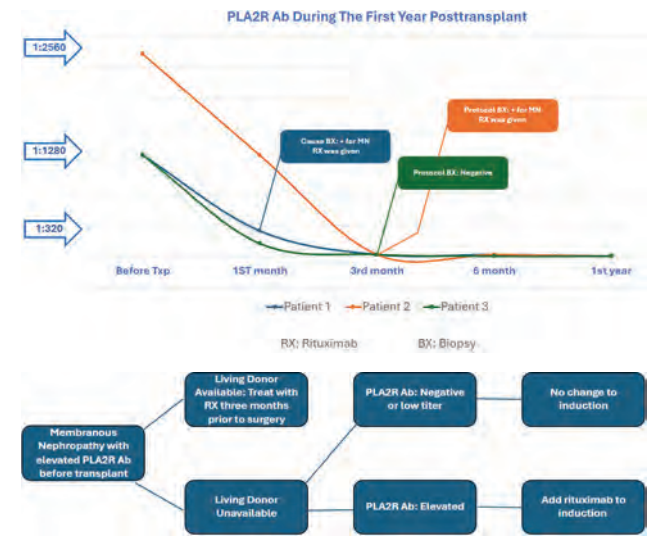 PLA2R Ab During The First Year Posttransplant
1:2560
Protocol BX: + for MN
RX was given
Cause BX: + for MN
RX was given
1:1280
Protocol BX: Negative
1:320
Before Txp
1ST month
3rd month
6 month
1st year
Patient 1
Patient 2
Patient 3
RX: Rituximab
BX: Biopsy
Living Donor
Available: Treat with
RX three months
prior to surgery
PLA2R Ab: Negative
or low titer
No change to
induction
Membranous
Nephropathy with
elevated PLA2R Ab
before transplant
Living Donor
Unavailable
PLA2R Ab: Elevated
Add rituximab to
induction